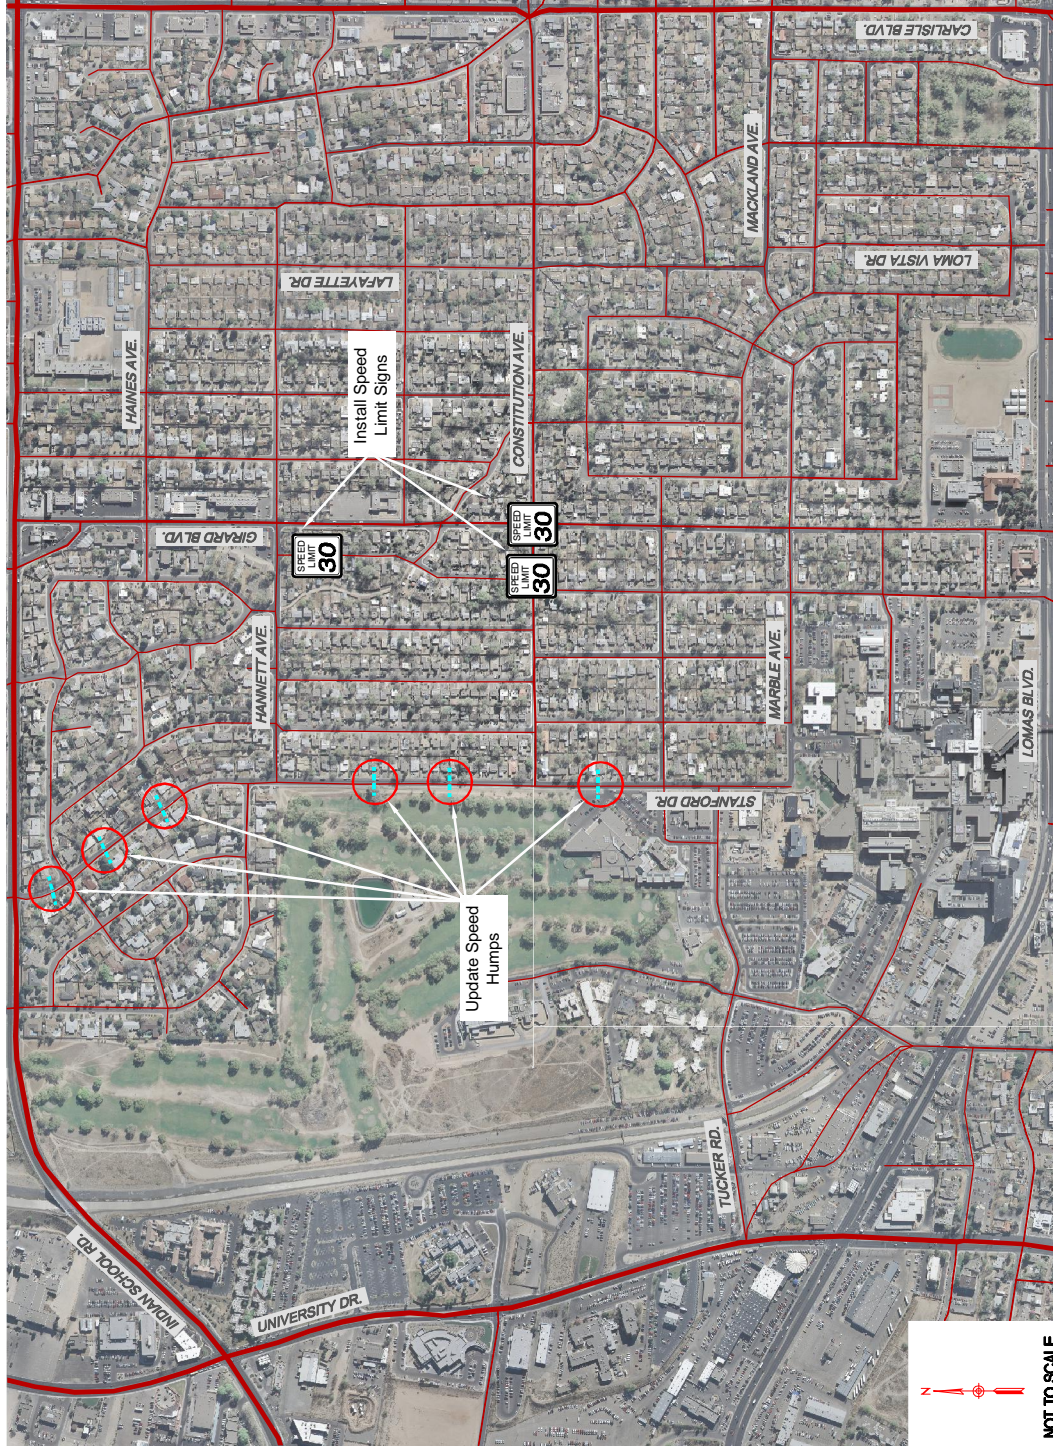 CARLISLE BLVD.
MACKLAND AVE.
LOMA VISTA DR.
LAFAYETTE DR.
HAINES AVE.
Install Speed
Limit Signs
CONSTITUTION AVE.
GIRARD BLVD.
SPEED
LIMIT
30
SPEED
LIMIT
30
SPEED
LIMIT
30
HANNETT AVE.
MARBLE AVE.
LOMAS BLVD.
STANFORD DR.
Update Speed
Humps
TUCKER RD.
INDIAN SCHOOL RD.
UNIVERSITY DR.
N
NOT TO SCALE